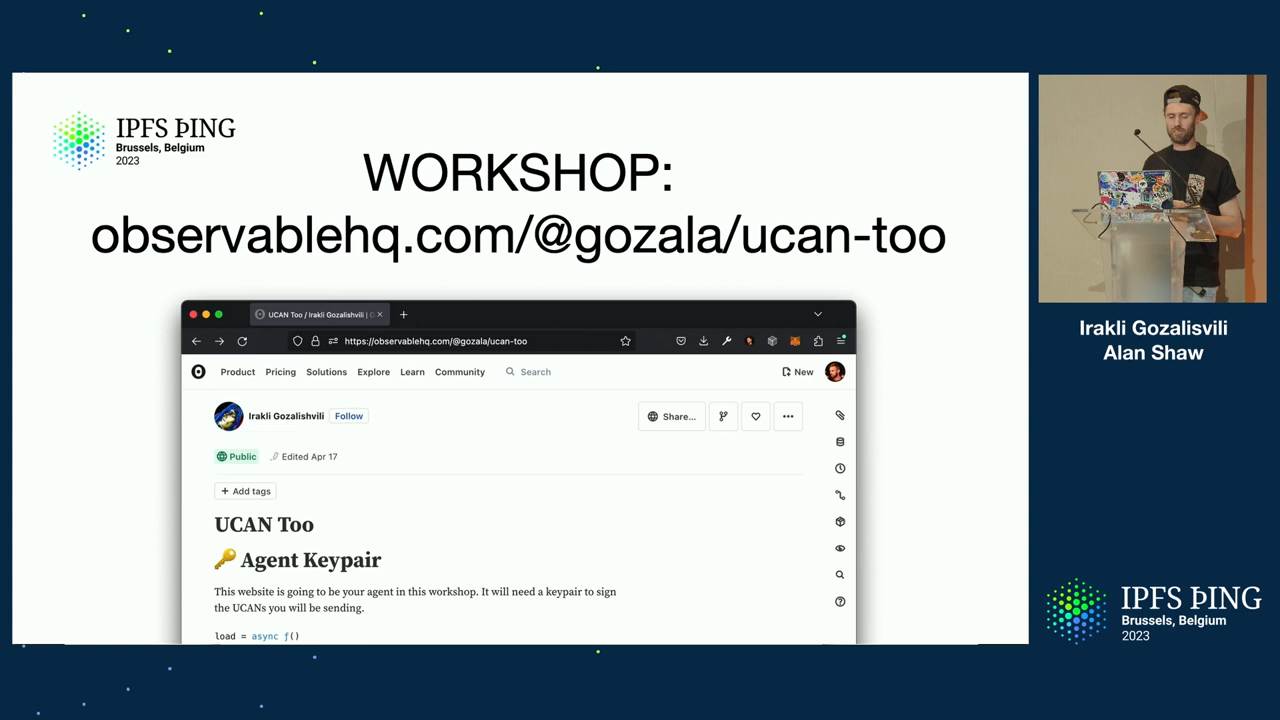 IPFS ÞING
Brussels, Belgium
2023
WORKSHOP:
observablehq.com/@gozala/ucan-too
UCAN Too / Irakli Gozalishvili |
https://observablehq.com/@gozala/ucan-too
Product Pricing Solutions Explore Learn Community Search New
Irakli Gozalishvili Follow Share...
Public Edited Apr 17
+ Add tags
UCAN Too
🔑 Agent Keypair
This website is going to be your agent in this workshop. It will need a keypair to sign
the UCANs you will be sending.
load = async ƒ()
Irakli Gozalisvili
Alan Shaw
IPFS ÞING
Brussels, Belgium
2023